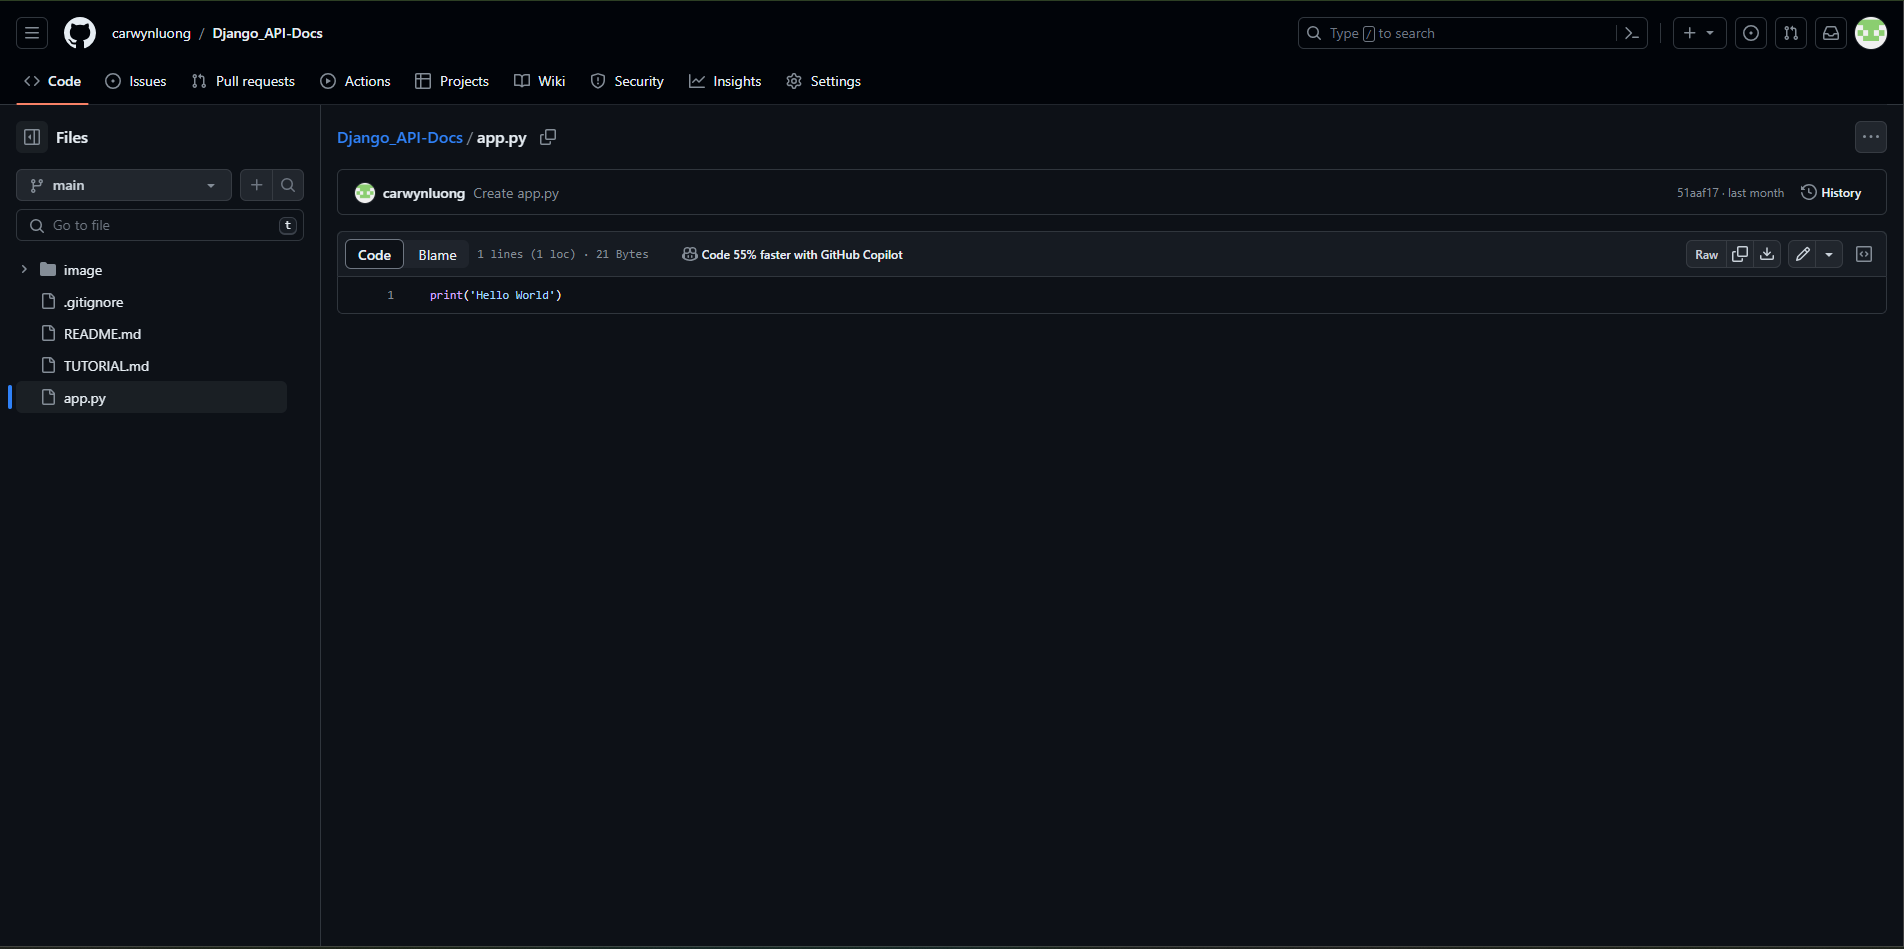 carwynluong / Django_API-Docs
Type / to search
Code Issues Pull requests Actions Projects Wiki Security Insights Settings
Files
main
Go to file t
image
.gitignore
README.md
TUTORIAL.md
app.py
Django_API-Docs / app.py
carwynluong Create app.py 51aaf17 · last month History
Code Blame 1 lines (1 loc) · 21 Bytes Code 55% faster with GitHub Copilot Raw
1 print('Hello World')